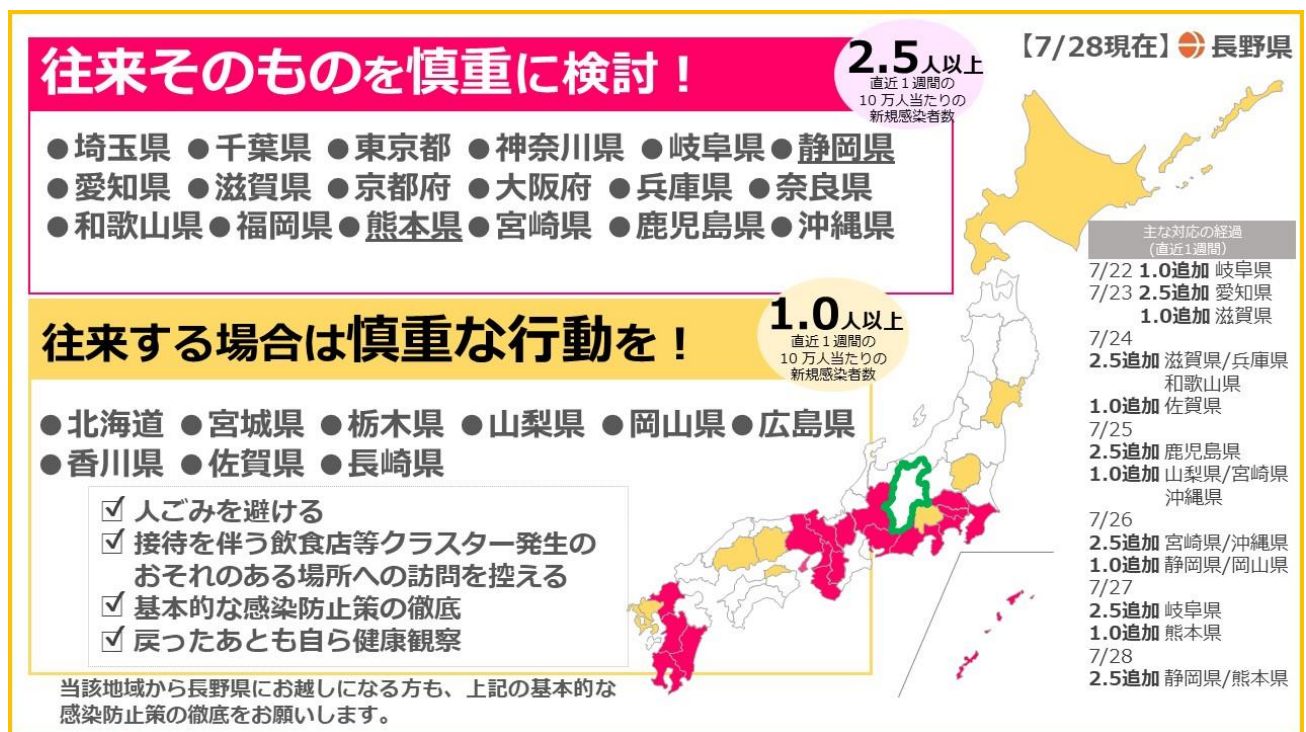 【7/28現在】 長野県
往来そのものを慎重に検討！
2.5人以上
直近１週間の
10万人当たりの
新規感染者数
●埼玉県 ●千葉県 ●東京都 ●神奈川県 ●岐阜県 ●静岡県
●愛知県 ●滋賀県 ●京都府 ●大阪府 ●兵庫県 ●奈良県
●和歌山県 ●福岡県 ●熊本県 ●宮崎県 ●鹿児島県 ●沖縄県
往来する場合は慎重な行動を！
1.0人以上
直近１週間の
10万人当たりの
新規感染者数
●北海道 ●宮城県 ●栃木県 ●山梨県 ●岡山県 ●広島県
●香川県 ●佐賀県 ●長崎県
☑ 人ごみを避ける
☑ 接待を伴う飲食店等クラスター発生の
おそれのある場所への訪問を控える
☑ 基本的な感染防止策の徹底
☑ 戻ったあとも自ら健康観察
当該地域から長野県にお越しになる方も、上記の基本的な
感染防止策の徹底をお願いします。
主な対応の経過
(直近1週間)
7/22 1.0追加 岐阜県
7/23 2.5追加 愛知県
1.0追加 滋賀県
7/24
2.5追加 滋賀県/兵庫県
和歌山県
1.0追加 佐賀県
7/25
2.5追加 鹿児島県
1.0追加 山梨県/宮崎県
沖縄県
7/26
2.5追加 宮崎県/沖縄県
1.0追加 静岡県/岡山県
7/27
2.5追加 岐阜県
1.0追加 熊本県
7/28
2.5追加 静岡県/熊本県